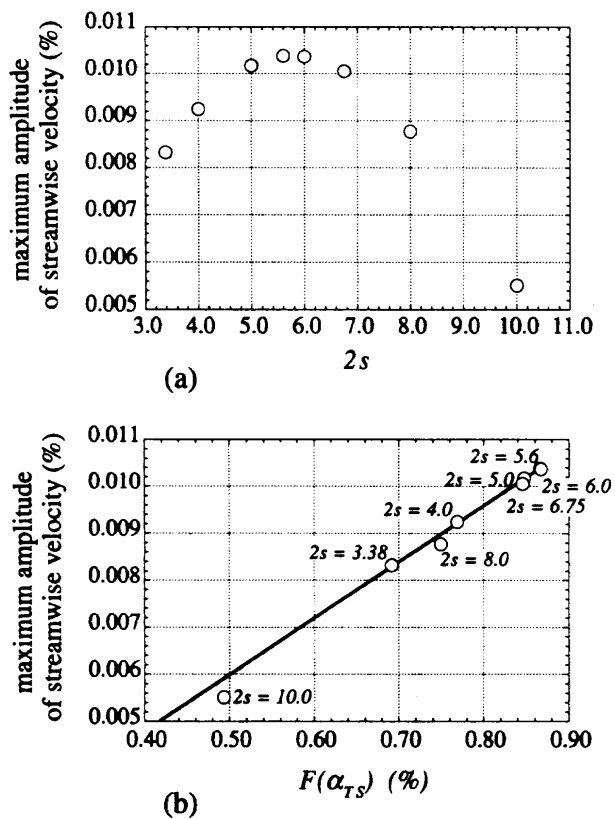 maximum amplitude
of streamwise velocity (%)
0.011
0.010
0.009
0.008
0.007
0.006
0.005
3.0 4.0 5.0 6.0 7.0 8.0 9.0 10.0 11.0
2s
(a)
maximum amplitude
of streamwise velocity (%)
0.011
0.010
0.009
0.008
0.007
0.006
0.005
2s = 5.6
2s = 5.0
2s = 6.0
2s = 6.75
2s = 4.0
2s = 3.38
2s = 8.0
2s = 10.0
0.40 0.50 0.60 0.70 0.80 0.90
F(α_TS) (%)
(b)